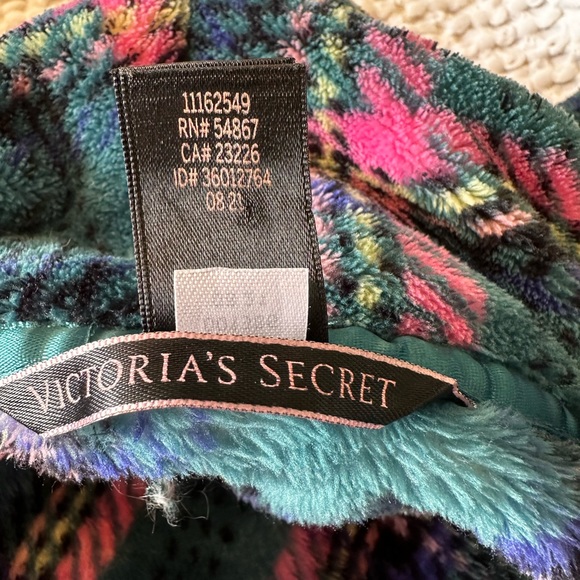 11162549
RN# 54867
CA# 23226
ID# 36012764
08 21
VICTORIA'S SECRET